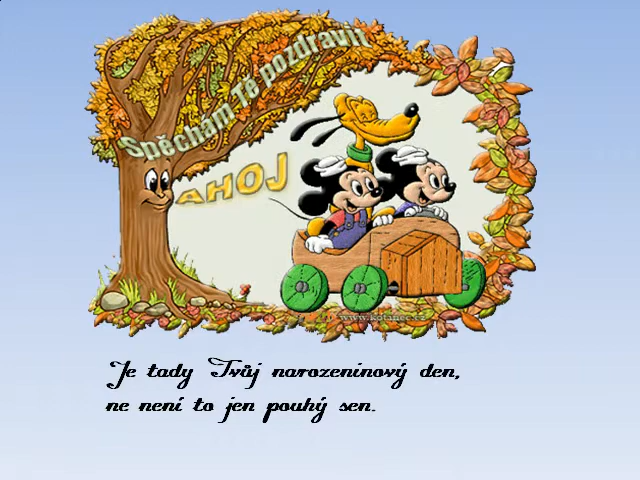 Spěchám Tě pozdravit
AHOJ
www.kotanec.cz
Je tady Tvůj narozeninový den,
ne není to jen pouhý sen.